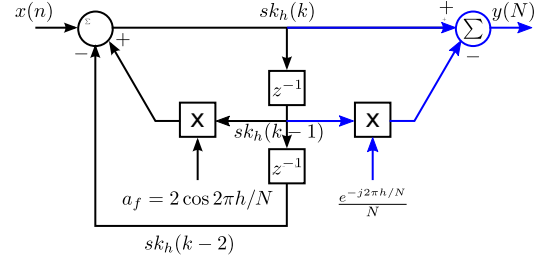 x(n)
sk_h(k)
y(N)
+
+
−
−
Σ
∑
z^{-1}
X
sk_h(k − 1)
X
z^{-1}
a_f = 2 cos 2πh/N
e^{-j2πh/N}
N
sk_h(k − 2)